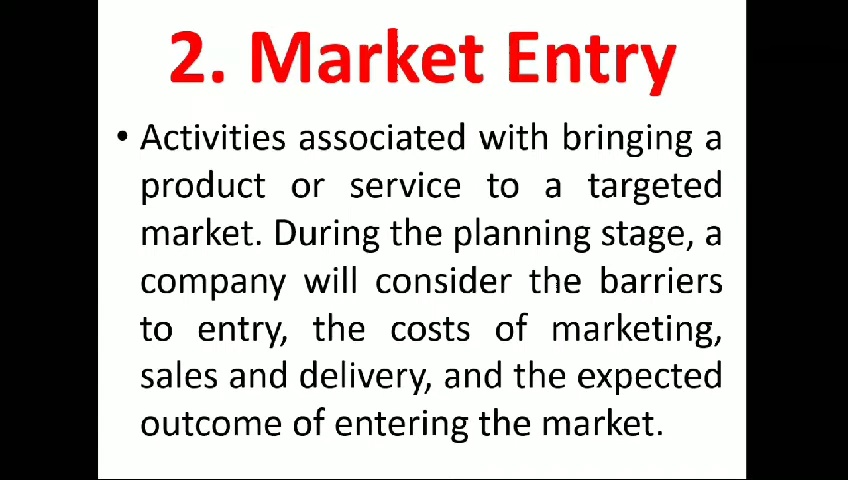 2. Market Entry
• Activities associated with bringing a
product or service to a targeted
market. During the planning stage, a
company will consider the barriers
to entry, the costs of marketing,
sales and delivery, and the expected
outcome of entering the market.